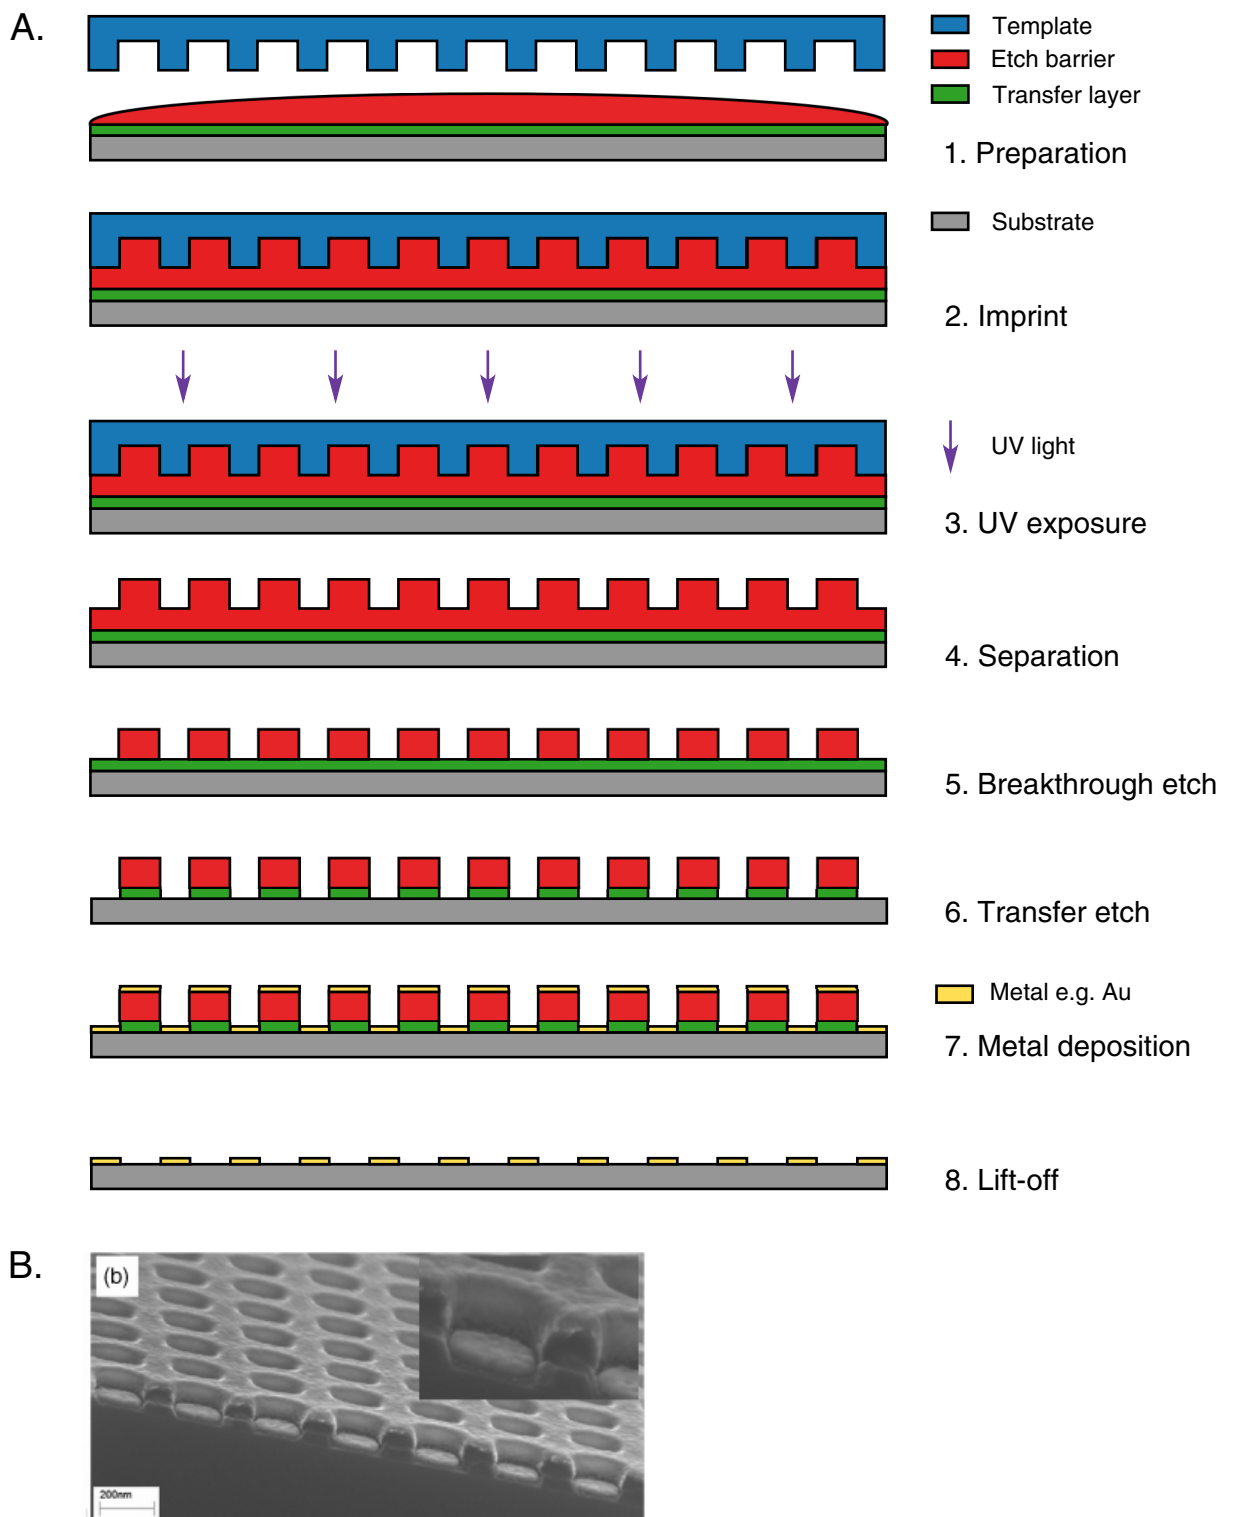 A.
Template
Etch barrier
Transfer layer
1. Preparation
Substrate
2. Imprint
UV light
3. UV exposure
4. Separation
5. Breakthrough etch
6. Transfer etch
Metal e.g. Au
7. Metal deposition
8. Lift-off
B.
(b)
200nm